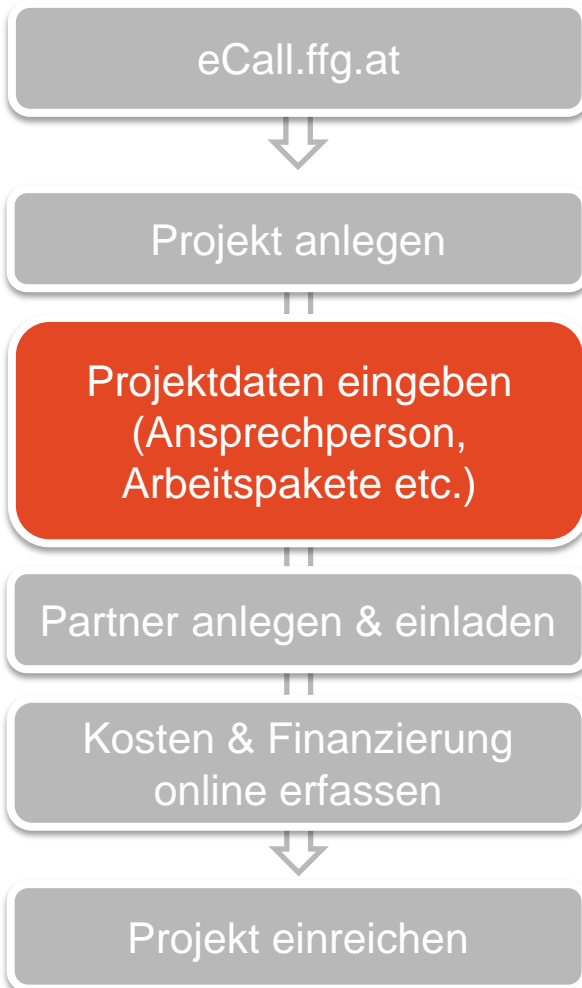 eCall.ffg.at
Projekt anlegen
Projektdaten eingeben
(Ansprechperson,
Arbeitspakete etc.)
Partner anlegen & einladen
Kosten & Finanzierung
online erfassen
Projekt einreichen